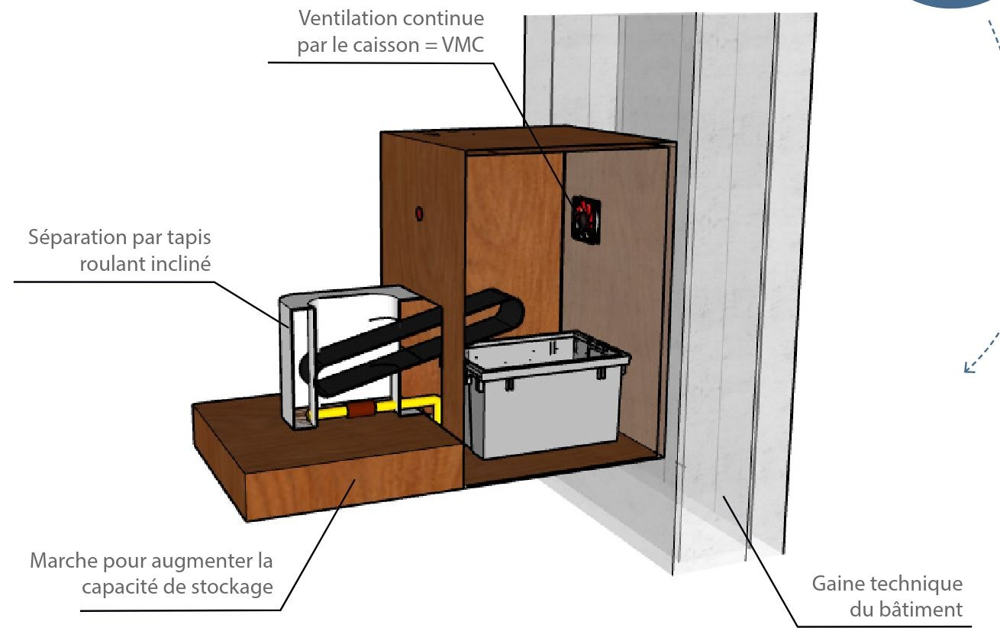 Ventilation continue
par le caisson = VMC
Séparation par tapis
roulant incliné
Marche pour augmenter la
capacité de stockage
Gaine technique
du bâtiment